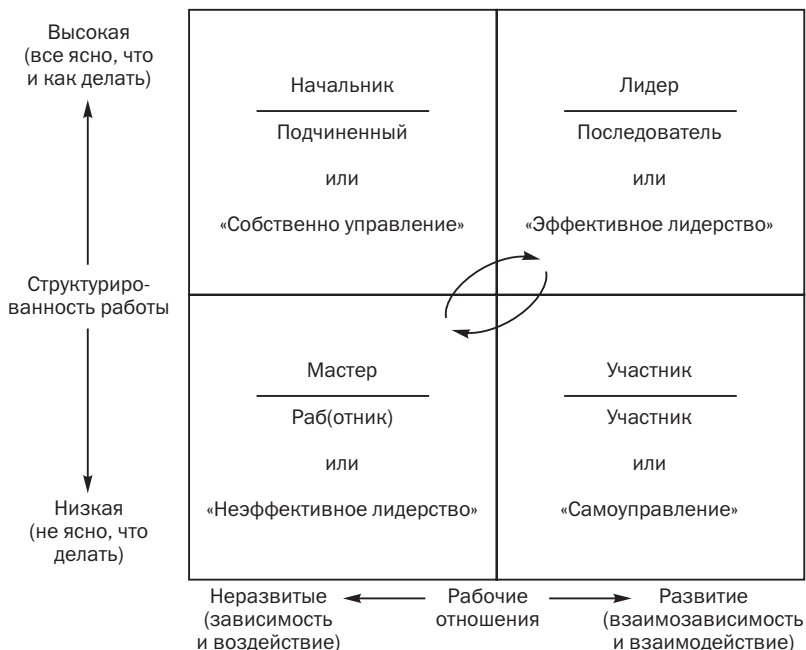 Высокая
(все ясно, что
и как делать)
Начальник
Подчиненный
или
«Собственно управление»
Лидер
Последователь
или
«Эффективное лидерство»
Структуриро-
ванность работы
Мастер
Раб(отник)
или
«Неэффективное лидерство»
Участник
Участник
или
«Самоуправление»
Низкая
(не ясно, что
делать)
Неразвитые
(зависимость
и воздействие)
Рабочие
отношения
Развитие
(взаимозависимость
и взаимодействие)